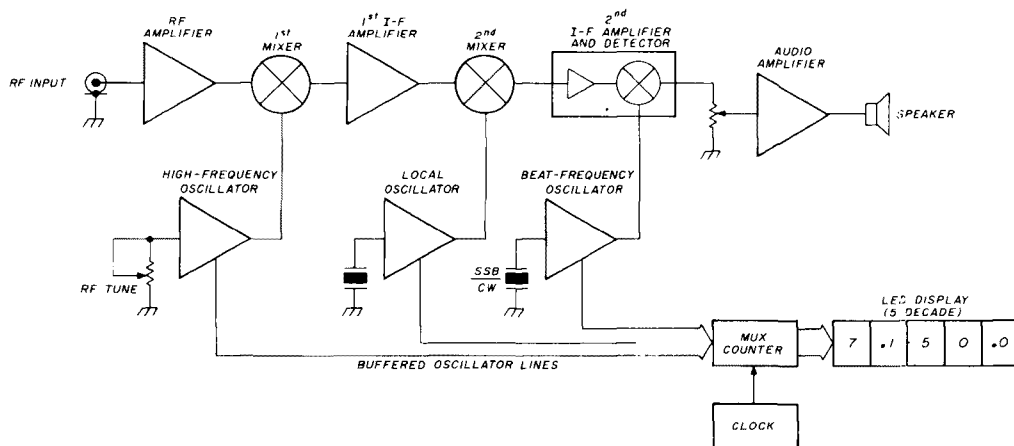 RF
AMPLIFIER
1st
MIXER
1st I-F
AMPLIFIER
2nd
MIXER
2nd
I-F AMPLIFIER
AND DETECTOR
AUDIO
AMPLIFIER
RF INPUT
SPEAKER
HIGH-FREQUENCY
OSCILLATOR
LOCAL
OSCILLATOR
BEAT-FREQUENCY
OSCILLATOR
RF TUNE
SSB
CW
LED DISPLAY
(5 DECADE)
MUX
COUNTER
7 .1 5 0 .0
BUFFERED OSCILLATOR LINES
CLOCK